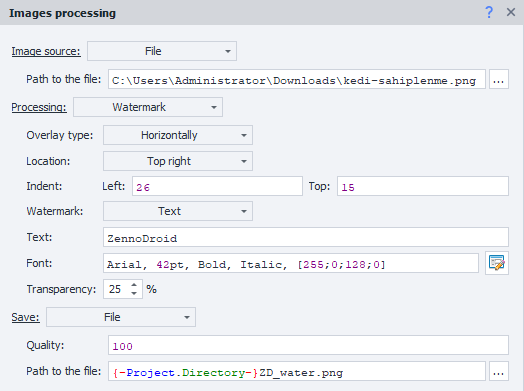 Images processing ? ×
Image source: File
Path to the file: C:\Users\Administrator\Downloads\kedi-sahiplenme.png ...
Processing: Watermark
Overlay type: Horizontally
Location: Top right
Indent: Left: 26 Top: 15
Watermark: Text
Text: ZennoDroid
Font: Arial, 42pt, Bold, Italic, [255;0;128;0]
Transparency: 25 %
Save: File
Quality: 100
Path to the file: {-Project.Directory-}ZD_water.png ...